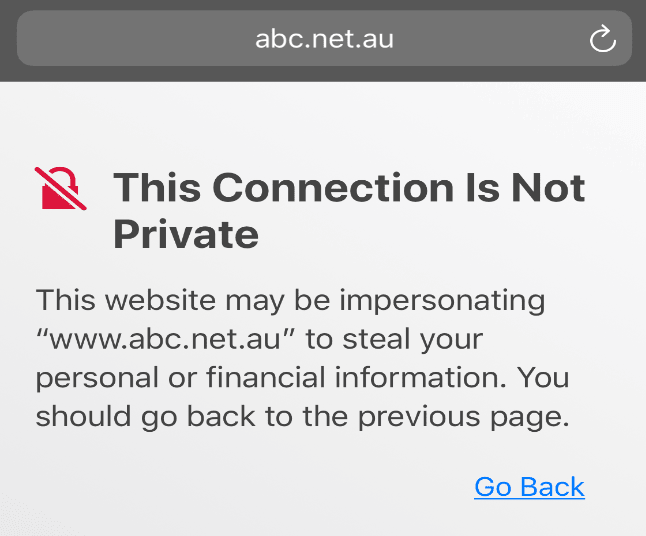 abc.net.au
This Connection Is Not
Private
This website may be impersonating
“www.abc.net.au” to steal your
personal or financial information. You
should go back to the previous page.
Go Back